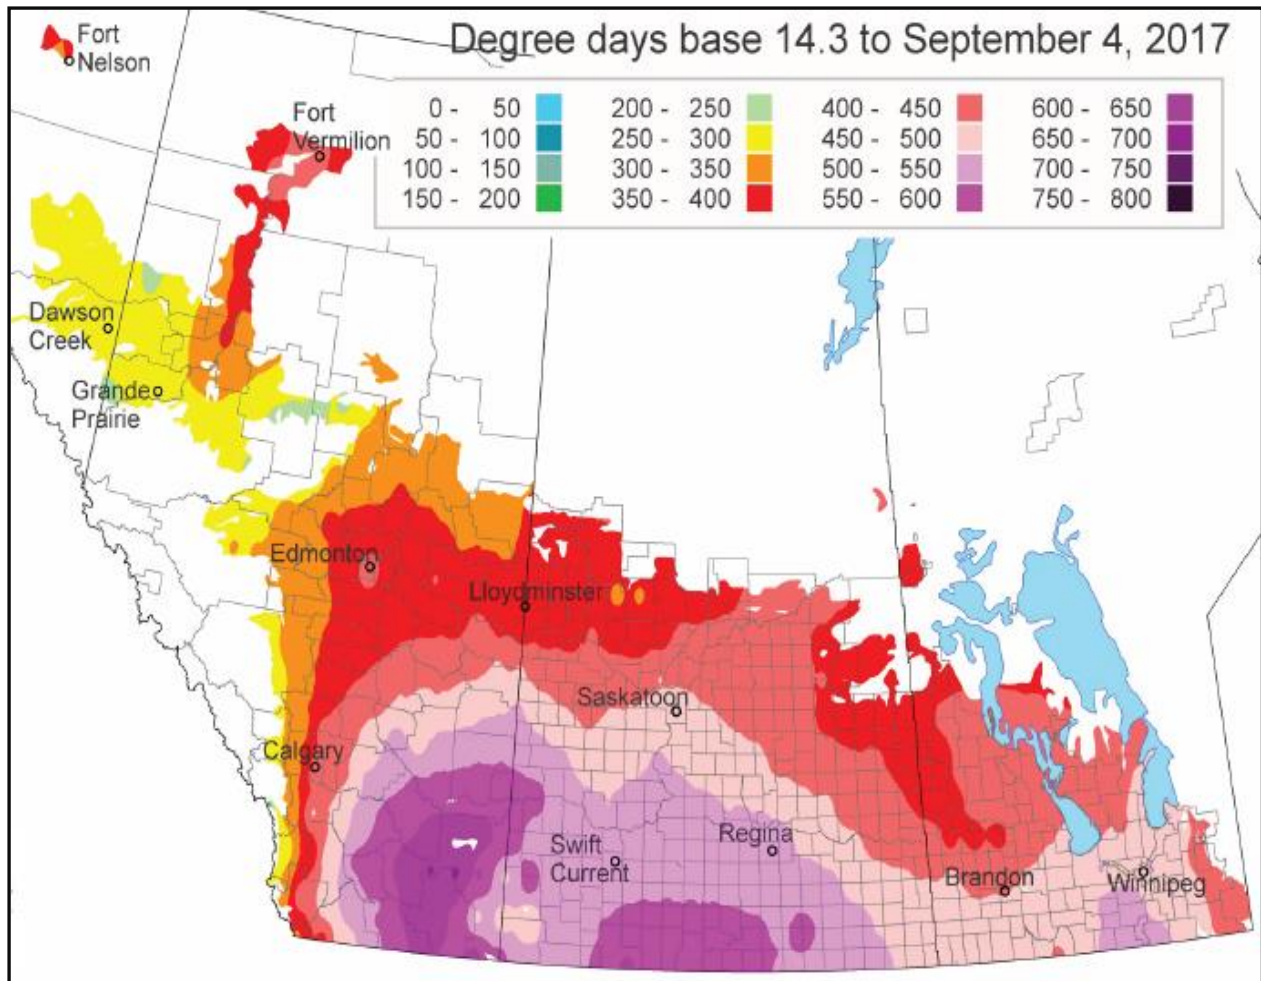 Degree days base 14.3 to September 4, 2017
0 - 50
50 - 100
100 - 150
150 - 200
200 - 250
250 - 300
300 - 350
350 - 400
400 - 450
450 - 500
500 - 550
550 - 600
600 - 650
650 - 700
700 - 750
750 - 800
Fort
Nelson
Fort
Vermilion
Dawson
Creek
Grande
Prairie
Edmonton
Lloydminster
Saskatoon
Calgary
Swift
Current
Regina
Brandon
Winnipeg